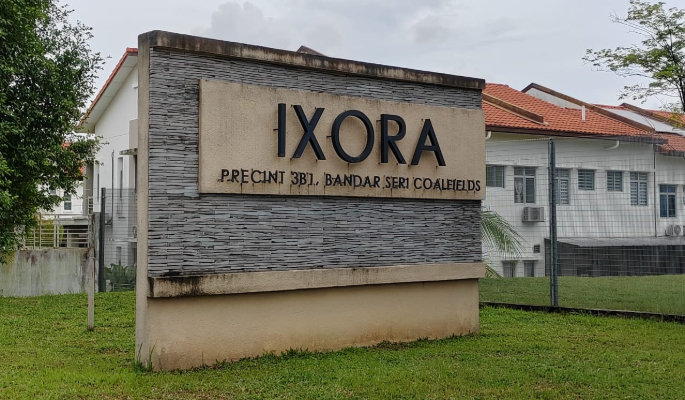 IXORA
PRECINT 3B1, BANDAR SERI COALFIELDS